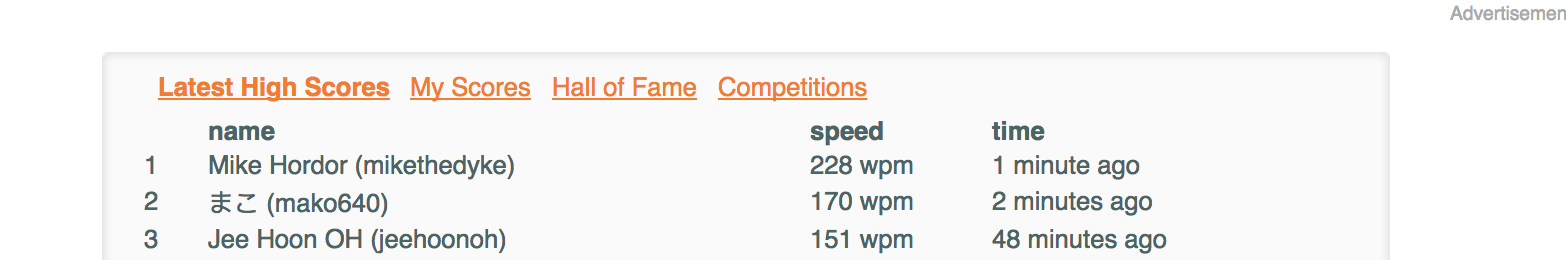 Advertisemen
Latest High Scores My Scores Hall of Fame Competitions
name speed time
1 Mike Hordor (mikethedyke) 228 wpm 1 minute ago
2 まこ (mako640) 170 wpm 2 minutes ago
3 Jee Hoon OH (jeehoonoh) 151 wpm 48 minutes ago